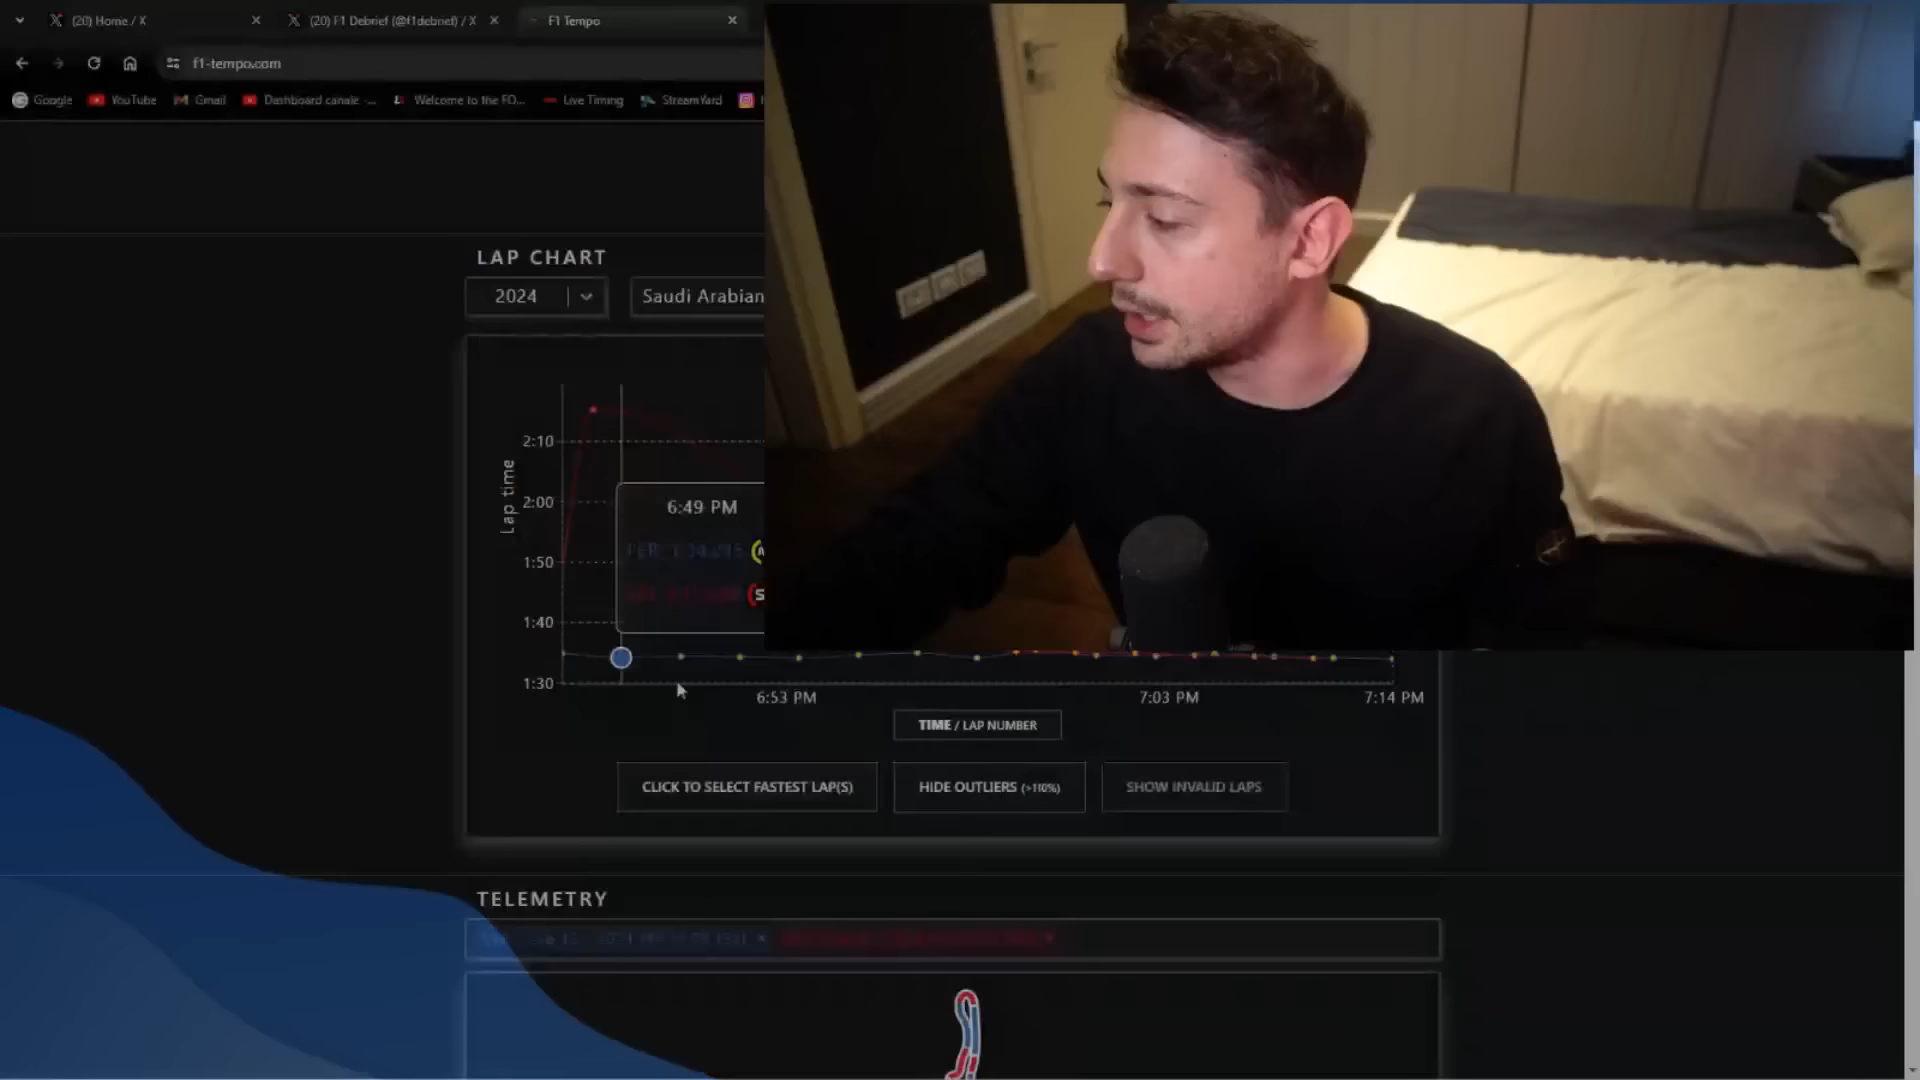 (20) Home / X
(20) F1 Debrief (@f1debrief) / X
F1 Tempo
f1-tempo.com
Google
YouTube
Gmail
Dashboard canale -...
Welcome to the FO...
Live Timing
StreamYard
LAP CHART
2024
Saudi Arabian
Lap time
2:10
2:00
1:50
1:40
1:30
6:49 PM
6:53 PM
7:03 PM
7:14 PM
TIME / LAP NUMBER
CLICK TO SELECT FASTEST LAP(S)
HIDE OUTLIERS (>110%)
SHOW INVALID LAPS
TELEMETRY